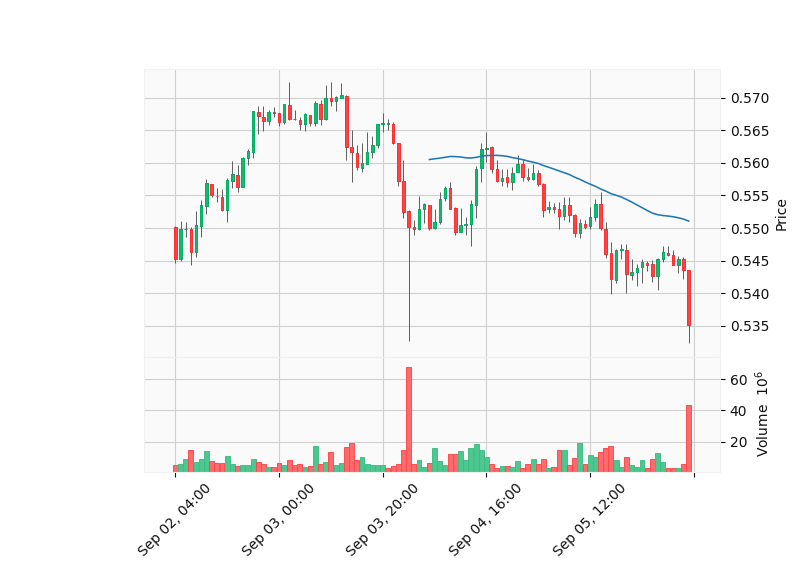 0.570
0.565
0.560
0.555
0.550
0.545
0.540
0.535
Price
60
40
20
Volume 10^6
Sep 02, 04:00
Sep 03, 00:00
Sep 03, 20:00
Sep 04, 16:00
Sep 05, 12:00